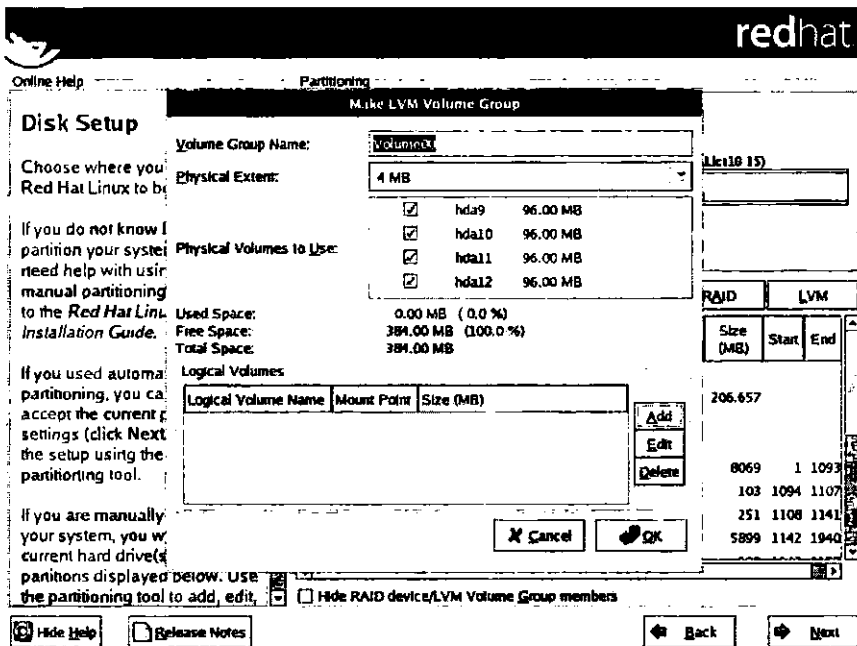 redhat
Online Help
Partitioning
Make LVM Volume Group
Disk Setup
Choose where you
Red Hat Linux to be
If you do not know
partition your system
need help with using
manual partitioning
to the Red Hat Linu
Installation Guide.
If you used automa
partitioning, you ca
accept the current p
settings (click Next
the setup using the
partitioning tool.
If you are manually
your system, you w
current hard drive(s
partitions displayed below. Use
the partitioning tool to add, edit,
Volume Group Name:
Physical Extent: 4 MB
Physical Volumes to Use:
hda9 96.00 MB
hda10 96.00 MB
hda11 96.00 MB
hda12 96.00 MB
Used Space: 0.00 MB ( 0.0 %)
Free Space: 384.00 MB (100.0 %)
Total Space: 384.00 MB
Logical Volumes
Logical Volume Name Mount Point Size (MB)
Add
Edit
Delete
Cancel OK
RAID LVM
Size (MB) Start End
206.657
8069 1 1093
103 1094 1107
251 1108 1141
5899 1142 1940
Hide RAID device/LVM Volume Group members
Hide Help Release Notes Back Next